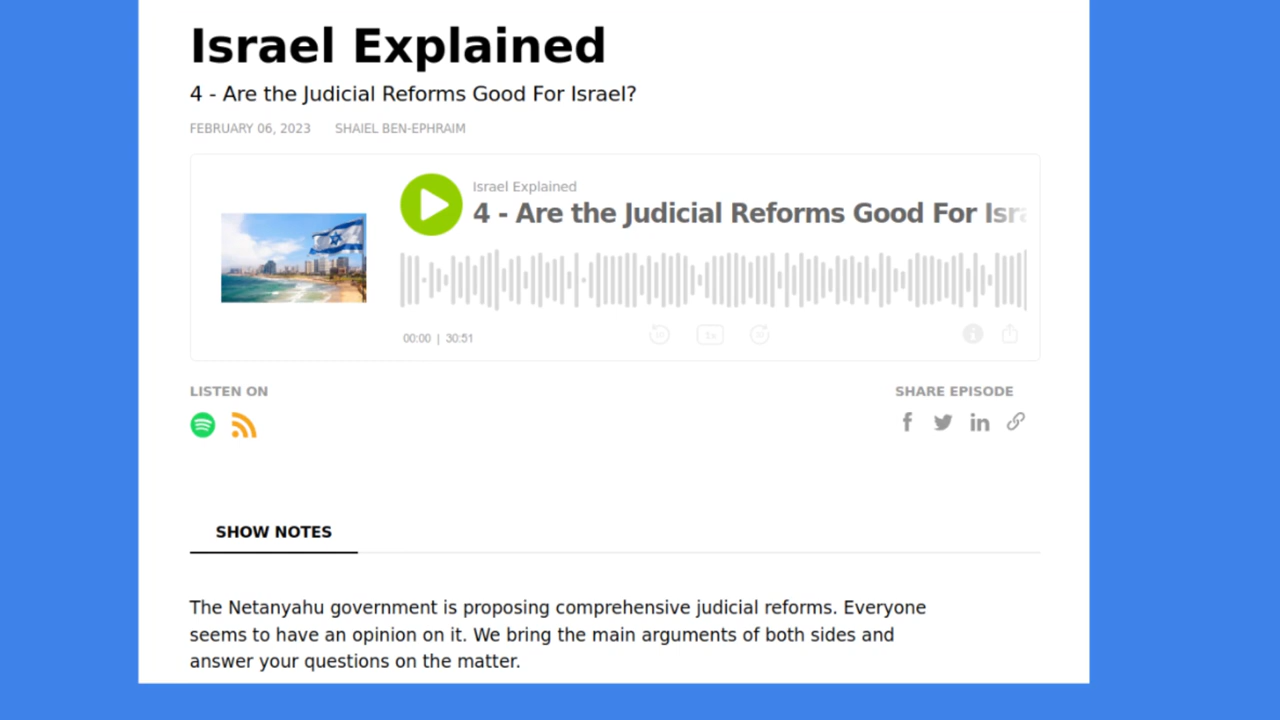 Israel Explained
4 - Are the Judicial Reforms Good For Israel?
FEBRUARY 06, 2023 SHAIEL BEN-EPHRAIM
Israel Explained
4 - Are the Judicial Reforms Good For Isra
00:00 | 30:51
1x
LISTEN ON
SHARE EPISODE
SHOW NOTES
The Netanyahu government is proposing comprehensive judicial reforms. Everyone
seems to have an opinion on it. We bring the main arguments of both sides and
answer your questions on the matter.